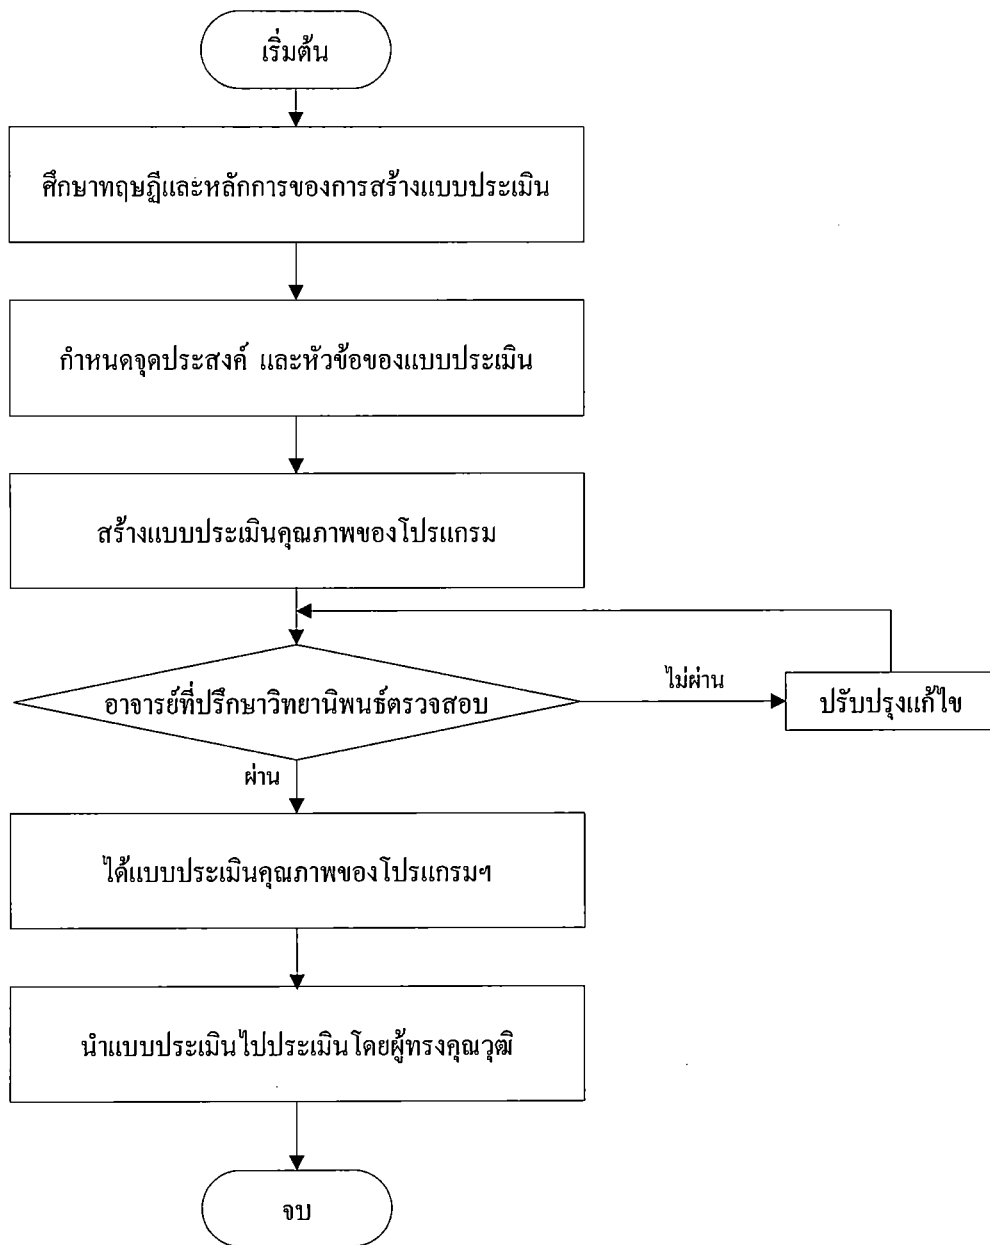 เริ่มต้น
ศึกษาทฤษฎีและหลักการของการสร้างแบบประเมิน
กำหนดจุดประสงค์ และหัวข้อของแบบประเมิน
สร้างแบบประเมินคุณภาพของโปรแกรม
อาจารย์ที่ปรึกษาวิทยานิพนธ์ตรวจสอบ
ไม่ผ่าน
ปรับปรุงแก้ไข
ผ่าน
ได้แบบประเมินคุณภาพของโปรแกรมฯ
นำแบบประเมินไปประเมินโดยผู้ทรงคุณวุฒิ
จบ